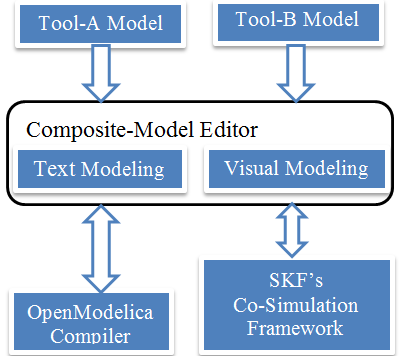 Tool-A Model
Tool-B Model
Composite-Model Editor
Text Modeling
Visual Modeling
OpenModelica
Compiler
SKF's
Co-Simulation
Framework